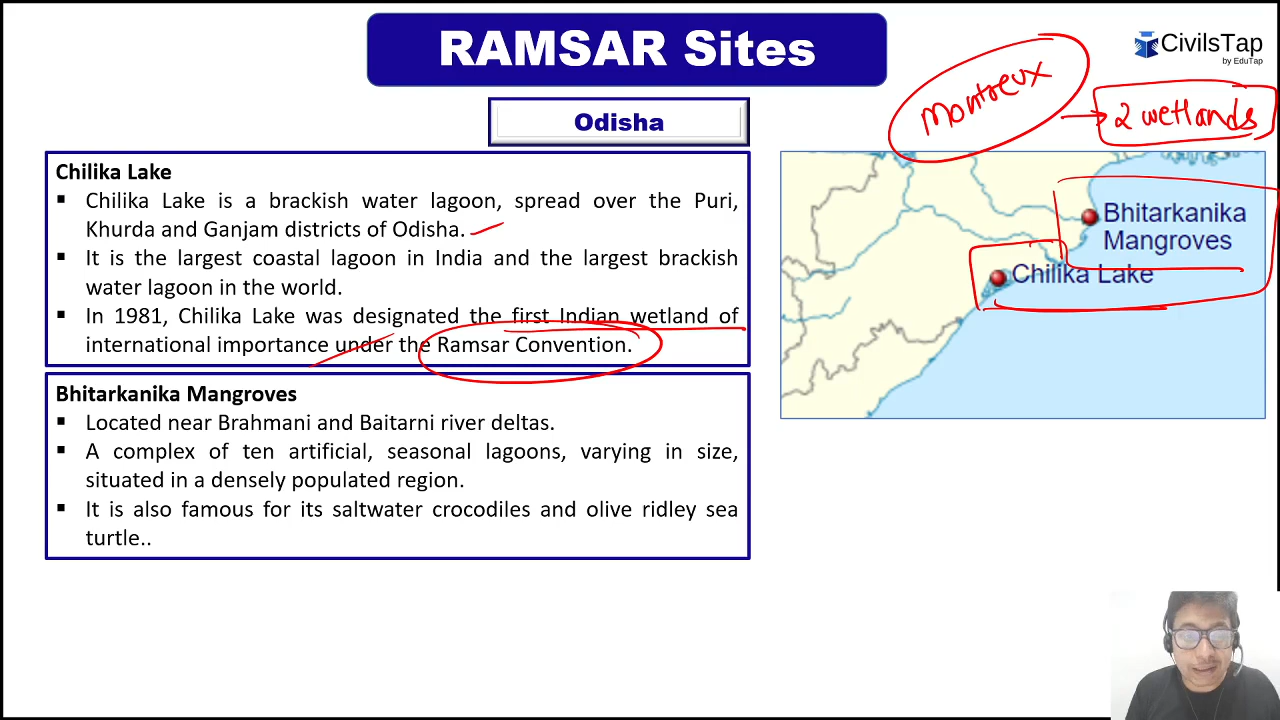 RAMSAR Sites
CivilsTap
by EduTap
Montreux
2 wetlands
Odisha
Chilika Lake
▪ Chilika Lake is a brackish water lagoon, spread over the Puri,
Khurda and Ganjam districts of Odisha.
▪ It is the largest coastal lagoon in India and the largest brackish
water lagoon in the world.
▪ In 1981, Chilika Lake was designated the first Indian wetland of
international importance under the Ramsar Convention.
Bhitarkanika Mangroves
▪ Located near Brahmani and Baitarni river deltas.
▪ A complex of ten artificial, seasonal lagoons, varying in size,
situated in a densely populated region.
▪ It is also famous for its saltwater crocodiles and olive ridley sea
turtle..
Bhitarkanika
Mangroves
Chilika Lake